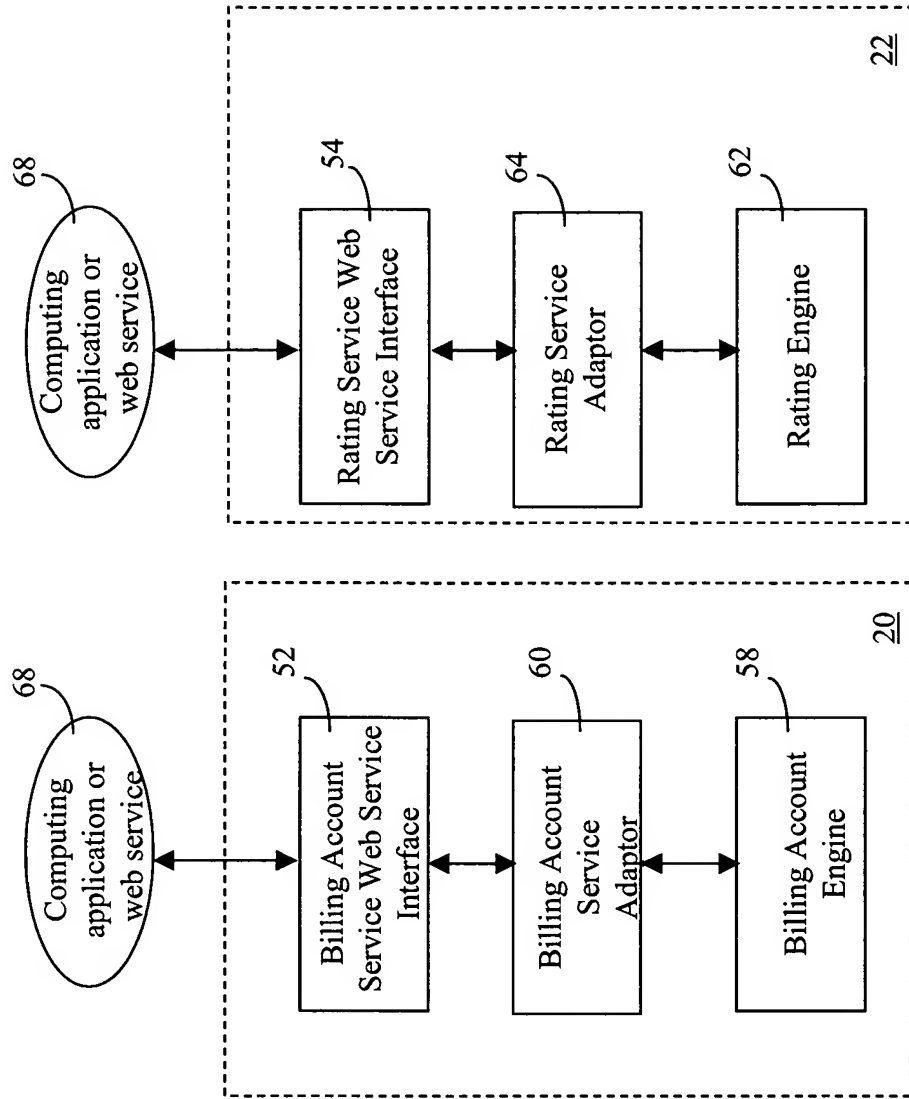 68
Computing
application or
web service
52
Billing Account
Service Web Service
Interface
60
Billing Account
Service
Adaptor
58
Billing Account
Engine
20
68
Computing
application or
web service
54
Rating Service Web
Service Interface
64
Rating Service
Adaptor
62
Rating Engine
22